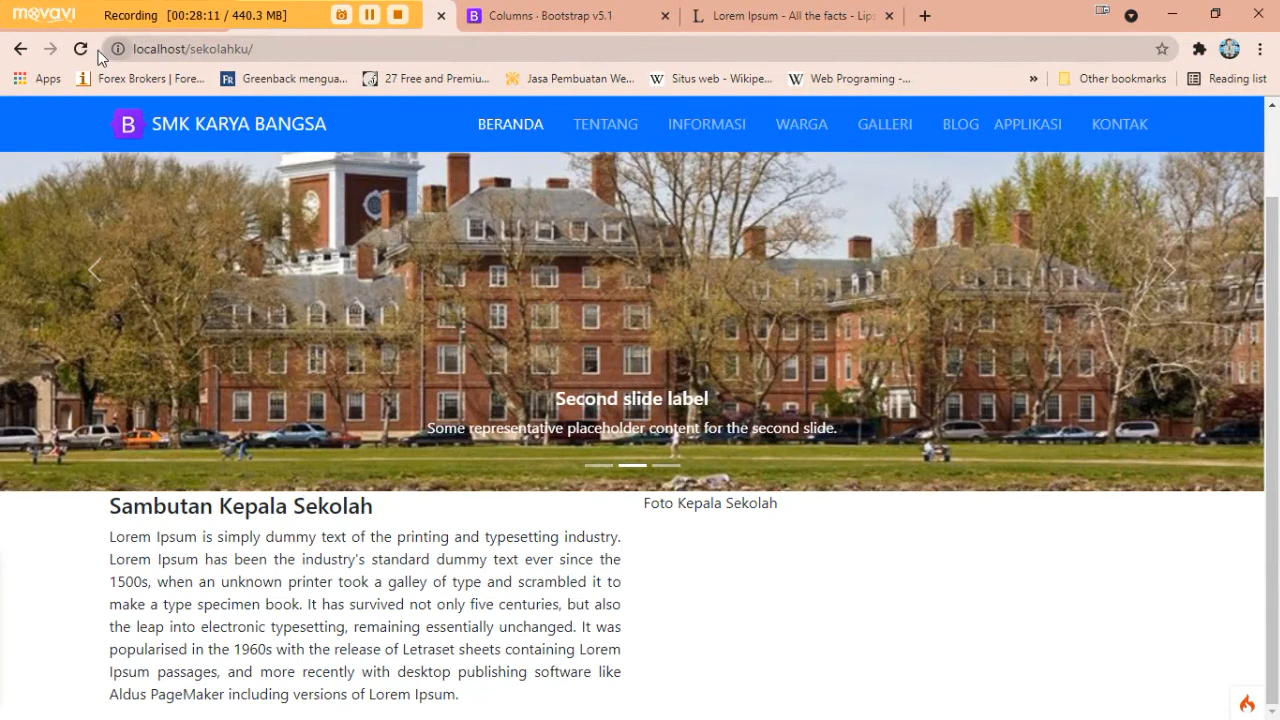 movavi Recording [00:28:11 / 440.3 MB] Columns · Bootstrap v5.1 Lorem Ipsum - All the facts - Lips
localhost/sekolahku/
Apps Forex Brokers | Fore... Greenback mengua... 27 Free and Premiu... Jasa Pembuatan We... Situs web - Wikipe... Web Programing -... » Other bookmarks Reading list
B SMK KARYA BANGSA BERANDA TENTANG INFORMASI WARGA GALLERI BLOG APPLIKASI KONTAK
Second slide label
Some representative placeholder content for the second slide.
Sambutan Kepala Sekolah
Foto Kepala Sekolah
Lorem Ipsum is simply dummy text of the printing and typesetting industry.
Lorem Ipsum has been the industry's standard dummy text ever since the
1500s, when an unknown printer took a galley of type and scrambled it to
make a type specimen book. It has survived not only five centuries, but also
the leap into electronic typesetting, remaining essentially unchanged. It was
popularised in the 1960s with the release of Letraset sheets containing Lorem
Ipsum passages, and more recently with desktop publishing software like
Aldus PageMaker including versions of Lorem Ipsum.